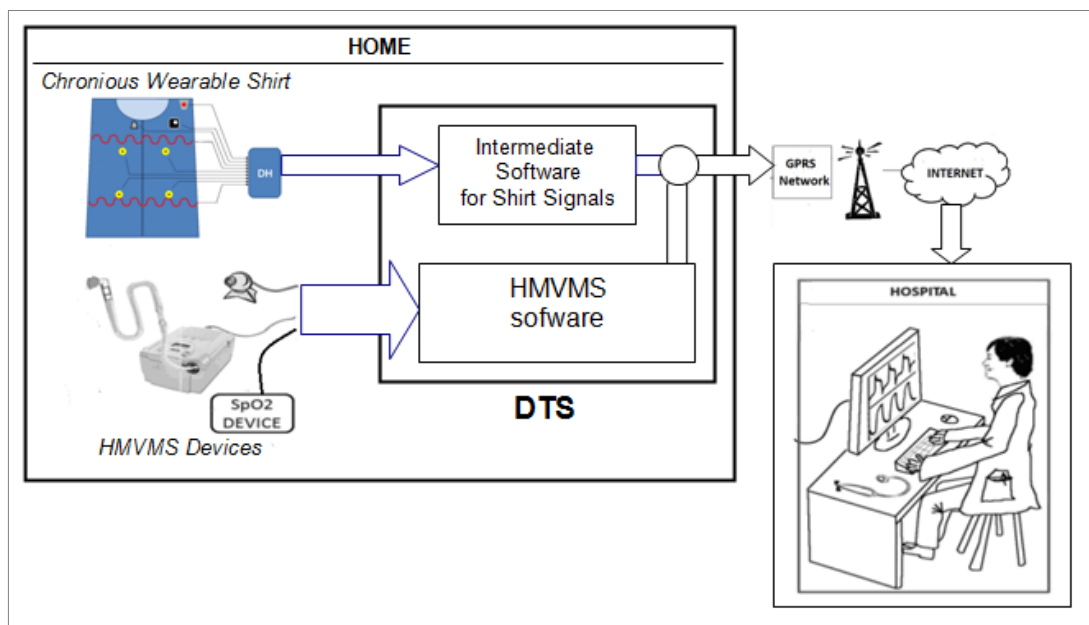 HOME
Chronious Wearable Shirt
DH
Intermediate
Software
for Shirt Signals
GPRS
Network
INTERNET
HMVMS
sofware
SpO2
DEVICE
HMVMS Devices
DTS
HOSPITAL